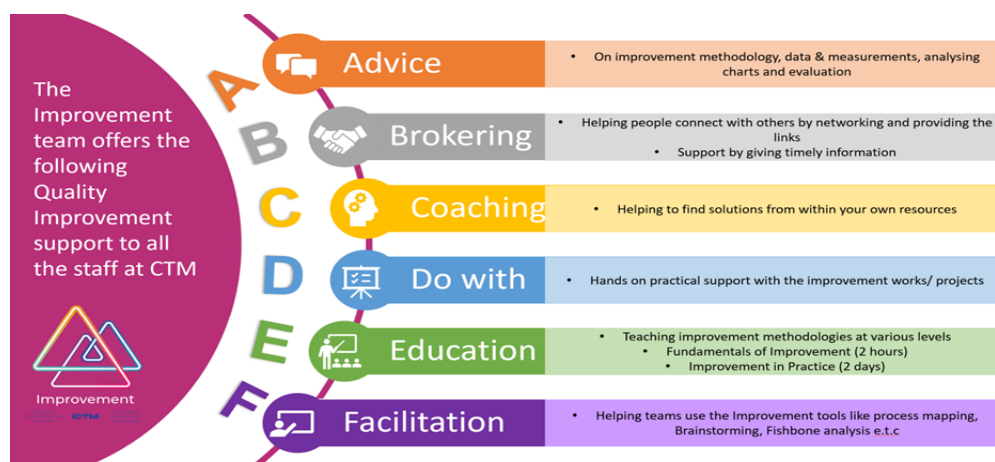 The
Improvement
team offers the
following
Quality
Improvement
support to all
the staff at CTM
Improvement
A
Advice
• On improvement methodology, data & measurements, analysing
charts and evaluation
B
Brokering
• Helping people connect with others by networking and providing the
links
• Support by giving timely information
C
Coaching
• Helping to find solutions from within your own resources
D
Do with
• Hands on practical support with the improvement works/ projects
E
Education
• Teaching improvement methodologies at various levels
• Fundamentals of Improvement (2 hours)
• Improvement in Practice (2 days)
F
Facilitation
• Helping teams use the Improvement tools like process mapping,
Brainstorming, Fishbone analysis e.t.c